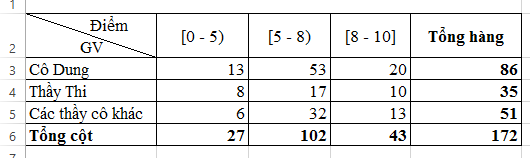 1
Điểm
2 GV [0 - 5) [5 - 8) [8 - 10] Tổng hàng
3 Cô Dung 13 53 20 86
4 Thầy Thi 8 17 10 35
5 Các thầy cô khác 6 32 13 51
6 Tổng cột 27 102 43 172